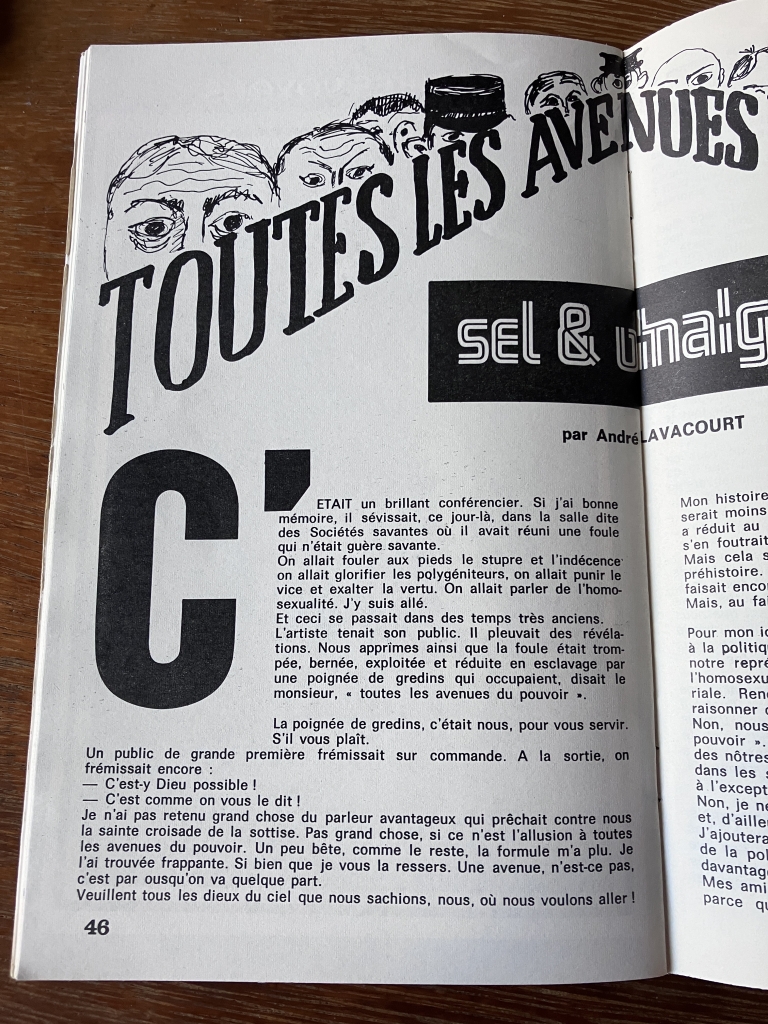 TOUTES LES AVENUES
sel & vinaig
par André LAVACOURT
C'ETAIT un brillant conférencier. Si j'ai bonne
mémoire, il sévissait, ce jour-là, dans la salle dite
des Sociétés savantes où il avait réuni une foule
qui n'était guère savante.
On allait fouler aux pieds le stupre et l'indécence
on allait glorifier les polygéniteurs, on allait punir le
vice et exalter la vertu. On allait parler de l'homo-
sexualité. J'y suis allé.
Et ceci se passait dans des temps très anciens.
L'artiste tenait son public. Il pleuvait des révéla-
tions. Nous apprîmes ainsi que la foule était trom-
pée, bernée, exploitée et réduite en esclavage par
une poignée de gredins qui occupaient, disait le
monsieur, « toutes les avenues du pouvoir ».
La poignée de gredins, c'était nous, pour vous servir.
S'il vous plaît.
Un public de grande première frémissait sur commande. A la sortie, on
frémissait encore :
— C'est-y Dieu possible !
— C'est comme on vous le dit !
Je n'ai pas retenu grand chose du parleur avantageux qui prêchait contre nous
la sainte croisade de la sottise. Pas grand chose, si ce n'est l'allusion à toutes
les avenues du pouvoir. Un peu bête, comme le reste, la formule m'a plu. Je
l'ai trouvée frappante. Si bien que je vous la ressers. Une avenue, n'est-ce pas,
c'est par ousqu'on va quelque part.
Veuillent tous les dieux du ciel que nous sachions, nous, où nous voulons aller !
46
Mon histoire
serait moins
a réduit au
s'en foutrait
Mais cela s
préhistoire.
faisait enco
Mais, au fai
Pour mon i
à la politiq
notre repré
l'homosexu
riale. Ren
raisonner
Non, nous
pouvoir ».
des nôtres
dans les s
à l'except
Non, je ne
et, d'aille
J'ajoutera
de la pol
davantag
Mes ami
parce qu